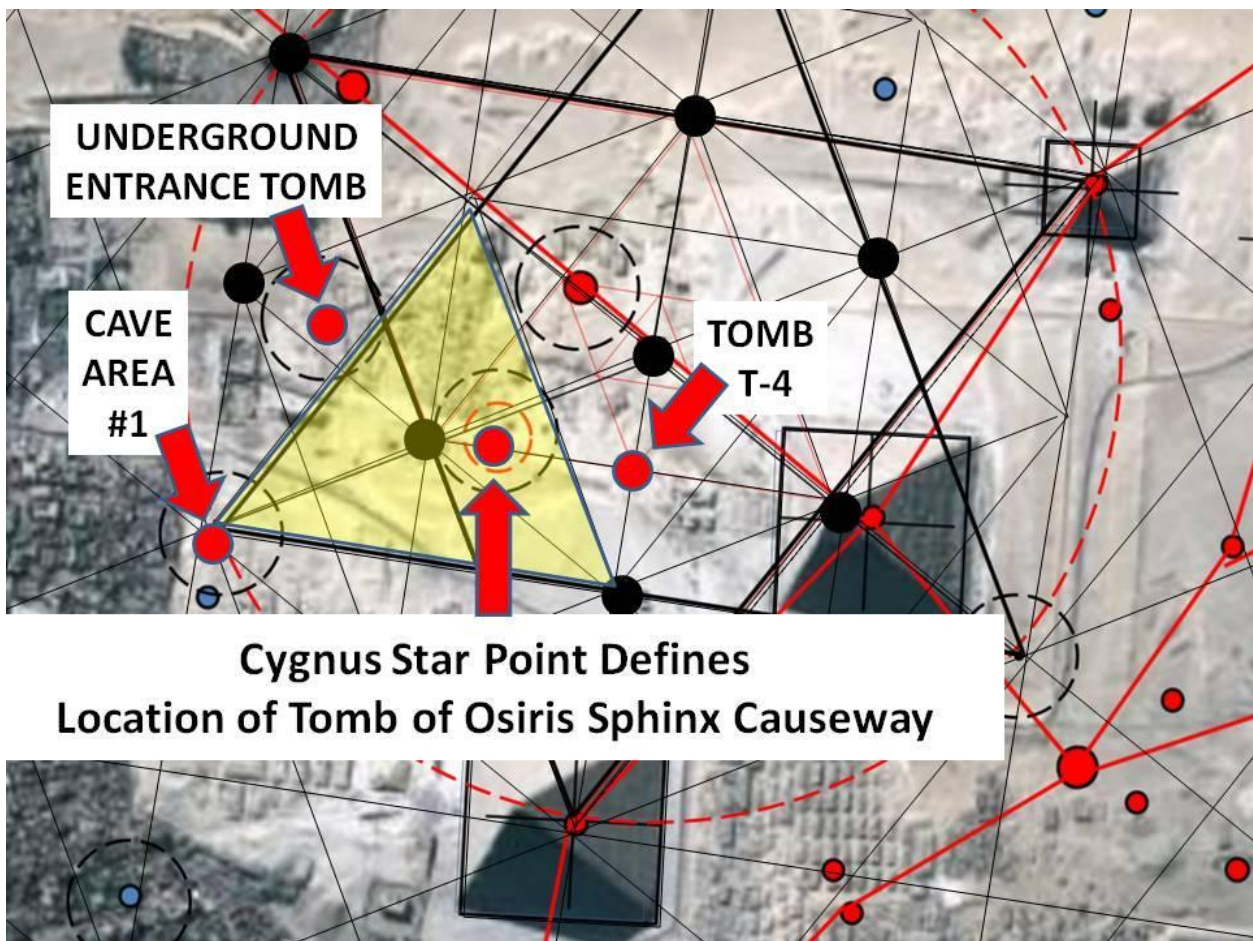 UNDERGROUND
ENTRANCE TOMB
CAVE
AREA
#1
TOMB
T-4
Cygnus Star Point Defines
Location of Tomb of Osiris Sphinx Causeway